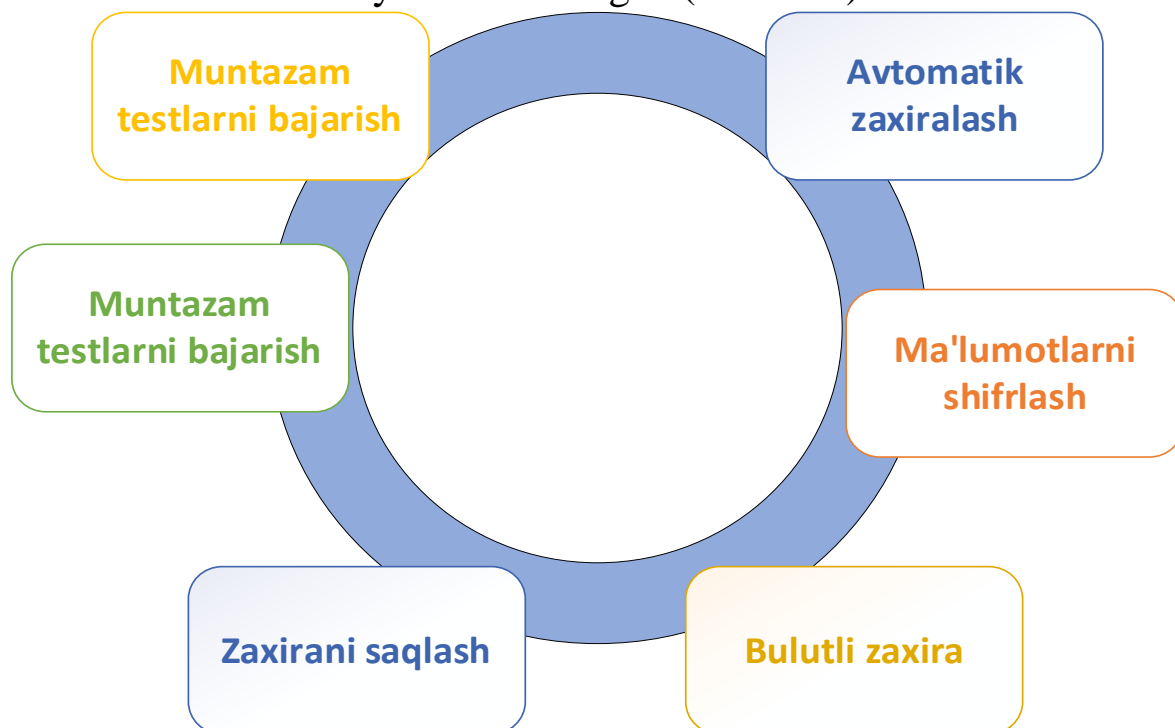 Muntazam
testlarni bajarish
Avtomatik
zaxiralash
Muntazam
testlarni bajarish
Ma'lumotlarni
shifrlash
Zaxirani saqlash
Bulutli zaxira